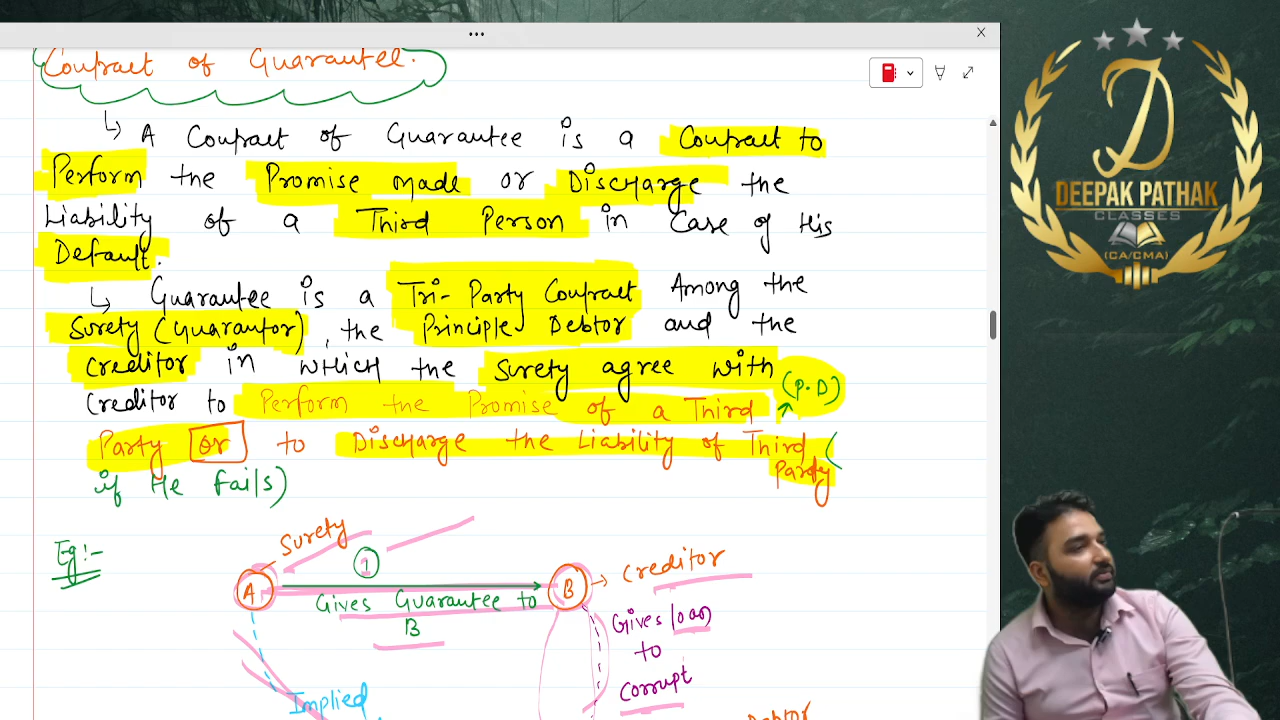 Contract of Guarantee.
↳ A Contract of Guarantee is a Contract to
Perform the Promise made or Discharge the
Liability of a Third Person in Case of His
Default.
↳ Guarantee is a Tri-Party Contract Among the
Surety (Guarantor), the Principle Debtor and the
Creditor in which the Surety agree with
Creditor to Perform the Promise of a Third (P.D)
Party or to Discharge the Liability of Third Party (
if He Fails)
Eg:-
Surety
1
A
B → Creditor
Gives Guarantee to
B
Gives loan
to
Corrupt
Implied
Debtor
D
DEEPAK PATHAK
CLASSES
(CA/CMA)